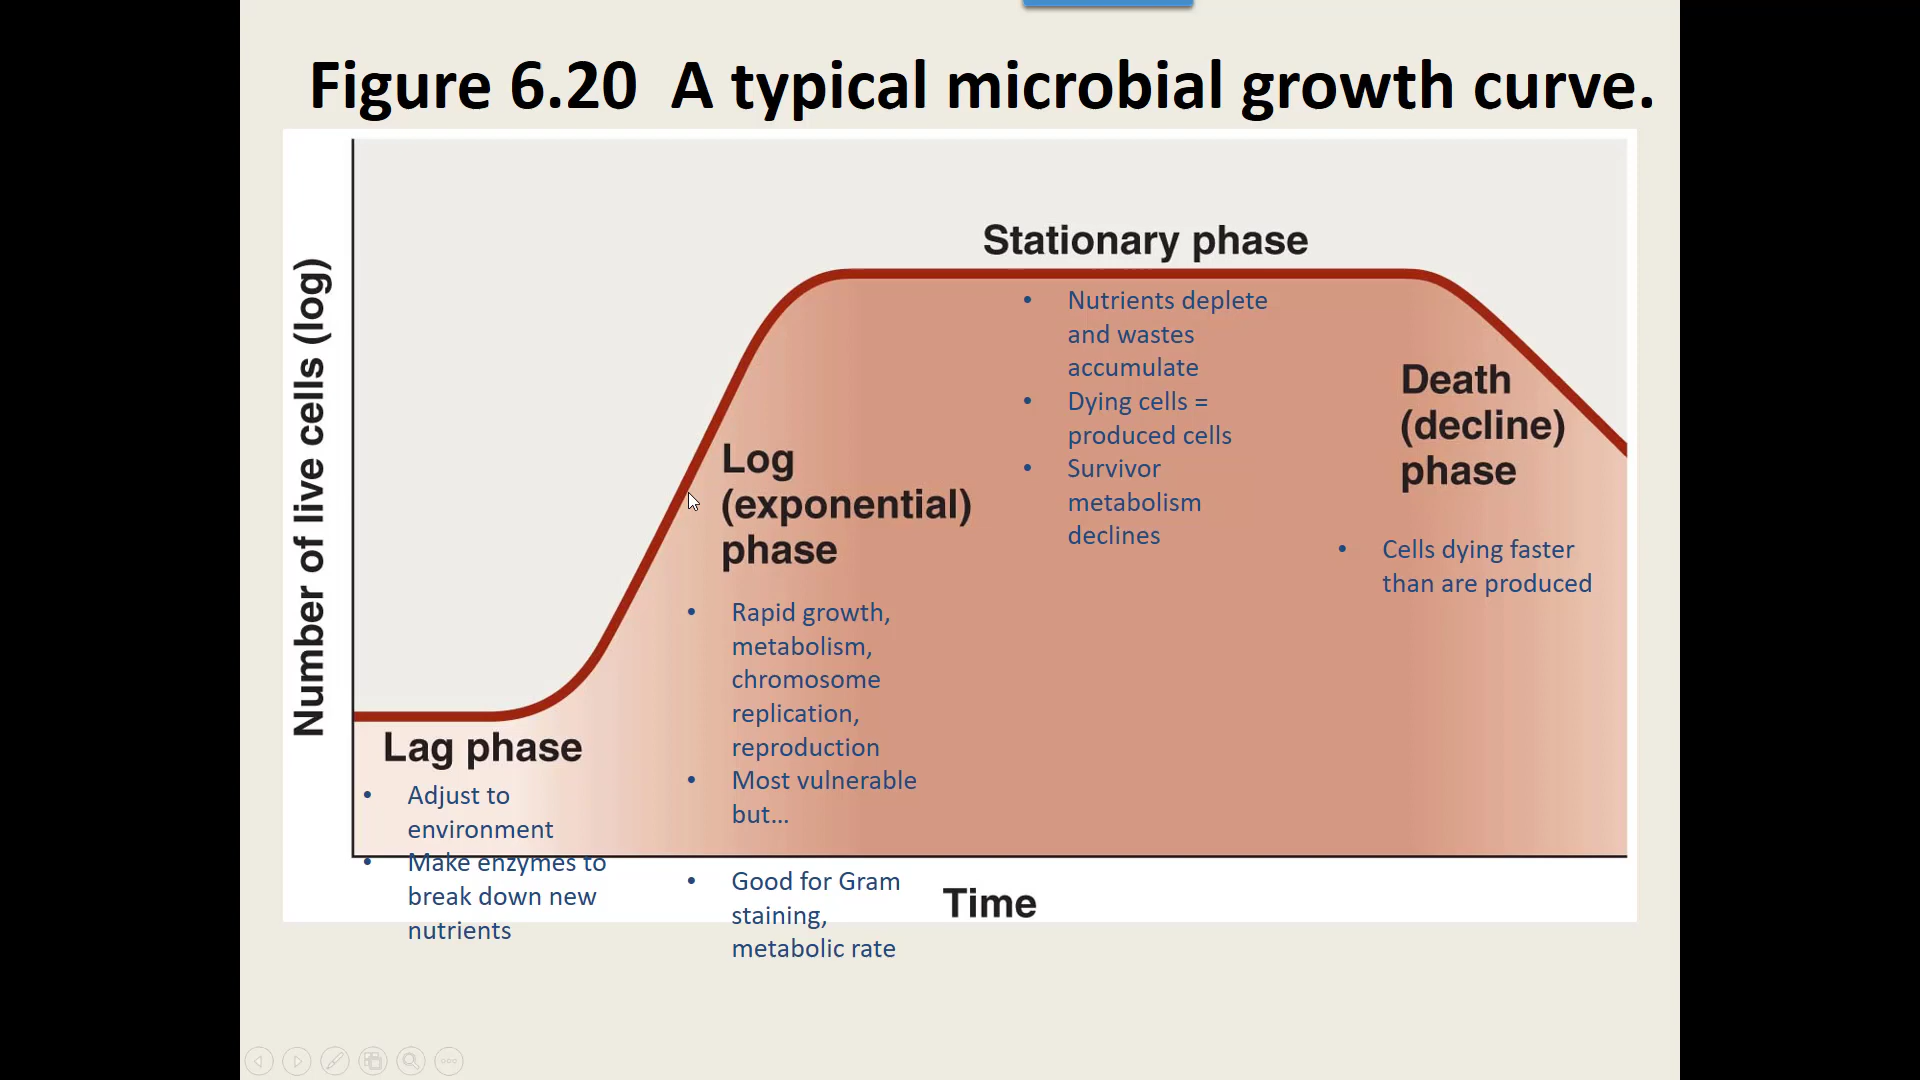 Figure 6.20  A typical microbial growth curve.
Number of live cells (log)
Stationary phase
• Nutrients deplete
and wastes
accumulate
• Dying cells =
produced cells
• Survivor
metabolism
declines
Death
(decline)
phase
• Cells dying faster
than are produced
Log
(exponential)
phase
• Rapid growth,
metabolism,
chromosome
replication,
reproduction
• Most vulnerable
but...
• Good for Gram
staining,
metabolic rate
Lag phase
• Adjust to
environment
• Make enzymes to
break down new
nutrients
Time